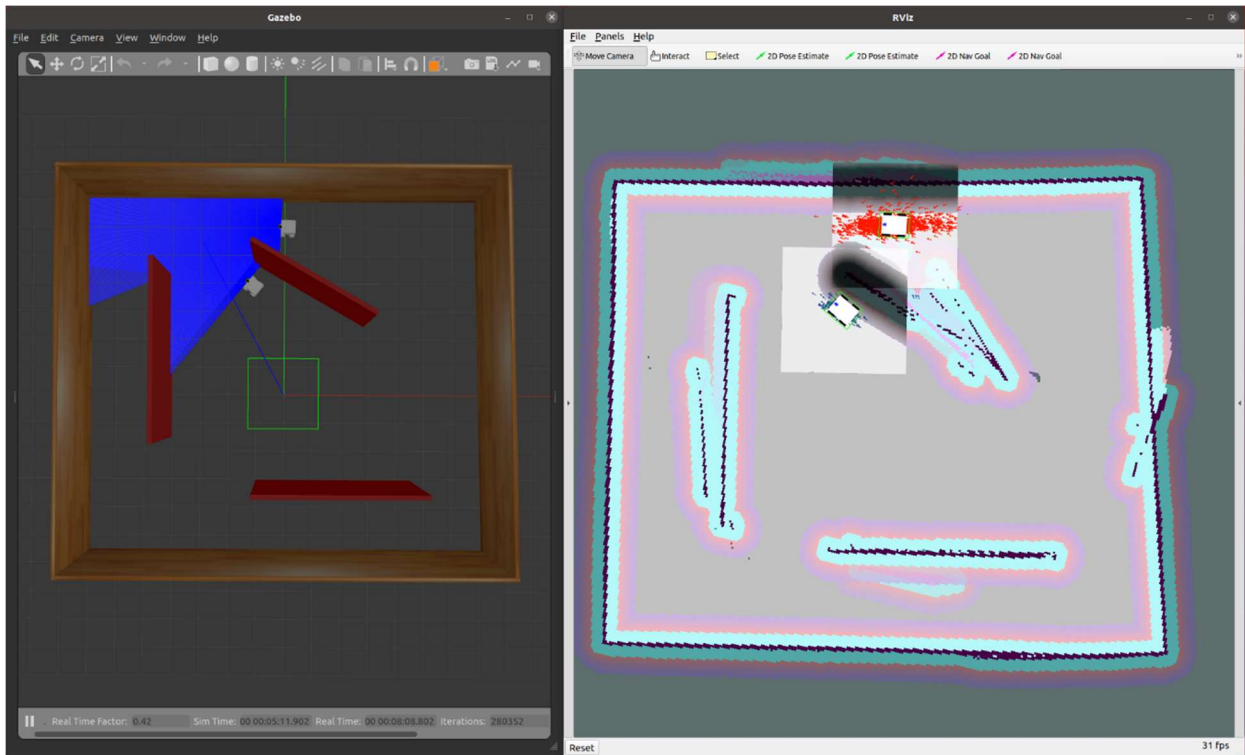 Gazebo
File Edit Camera View Window Help
Real Time Factor: 0.42 Sim Time: 00 00:05:11.902 Real Time: 00 00:08:08.802 Iterations: 280352
RViz
File Panels Help
Move Camera Interact Select 2D Pose Estimate 2D Pose Estimate 2D Nav Goal 2D Nav Goal
Reset 31 fps